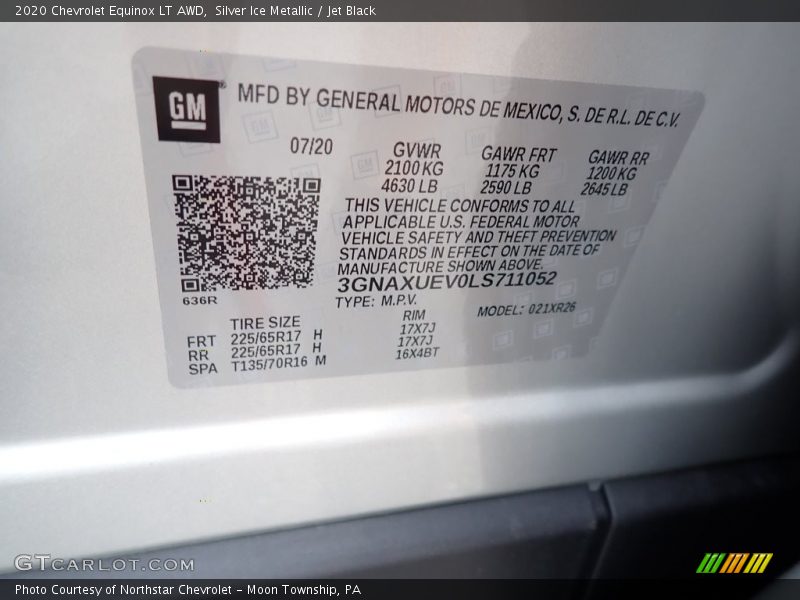 2020 Chevrolet Equinox LT AWD, Silver Ice Metallic / Jet Black
GM
MFD BY GENERAL MOTORS DE MEXICO, S. DE R.L. DE C.V.
07/20 GVWR GAWR FRT GAWR RR
2100 KG 1175 KG 1200 KG
4630 LB 2590 LB 2645 LB
THIS VEHICLE CONFORMS TO ALL
APPLICABLE U.S. FEDERAL MOTOR
VEHICLE SAFETY AND THEFT PREVENTION
STANDARDS IN EFFECT ON THE DATE OF
MANUFACTURE SHOWN ABOVE.
3GNAXUEV0LS711052
636R
TYPE: M.P.V. MODEL: 021XR26
TIRE SIZE RIM
FRT 225/65R17 H 17X7J
RR 225/65R17 H 17X7J
SPA T135/70R16 M 16X4BT
GTCARLOT.COM
Photo Courtesy of Northstar Chevrolet - Moon Township, PA